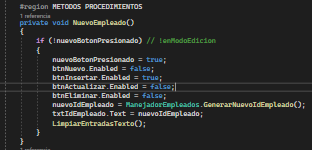 #region METODOS PROCEDIMIENTOS
1 referencia
private void NuevoEmpleado()
{
if (!nuevoBotonPresionado) // !enModoEdicion
{
nuevoBotonPresionado = true;
btnNuevo.Enabled = false;
btnInsertar.Enabled = true;
btnActualizar.Enabled = false;
btnEliminar.Enabled = false;
nuevoIdEmpleado = ManejadorEmpleados.GenerarNuevoIdEmpleado();
txtIdEmpleado.Text = nuevoIdEmpleado;
LimpiarEntradasTexto();
}
}
1 referencia